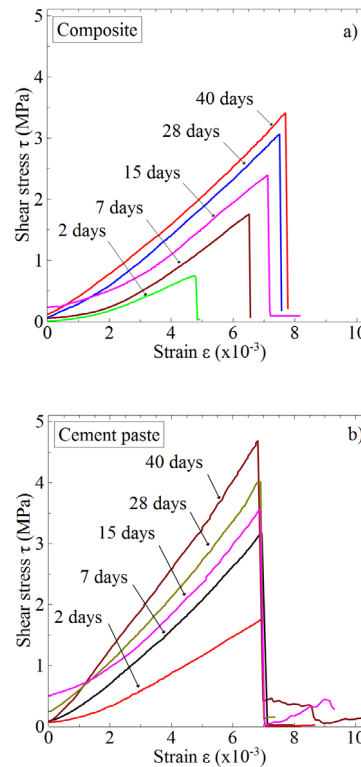 Composite
a)
5
4
3
2
1
0
Shear stress τ (MPa)
40 days
28 days
15 days
7 days
2 days
0 2 4 6 8 10
Strain ε (x10-3)
Cement paste
b)
5
4
3
2
1
0
Shear stress τ (MPa)
40 days
28 days
15 days
7 days
2 days
0 2 4 6 8 10
Strain ε (x10-3)